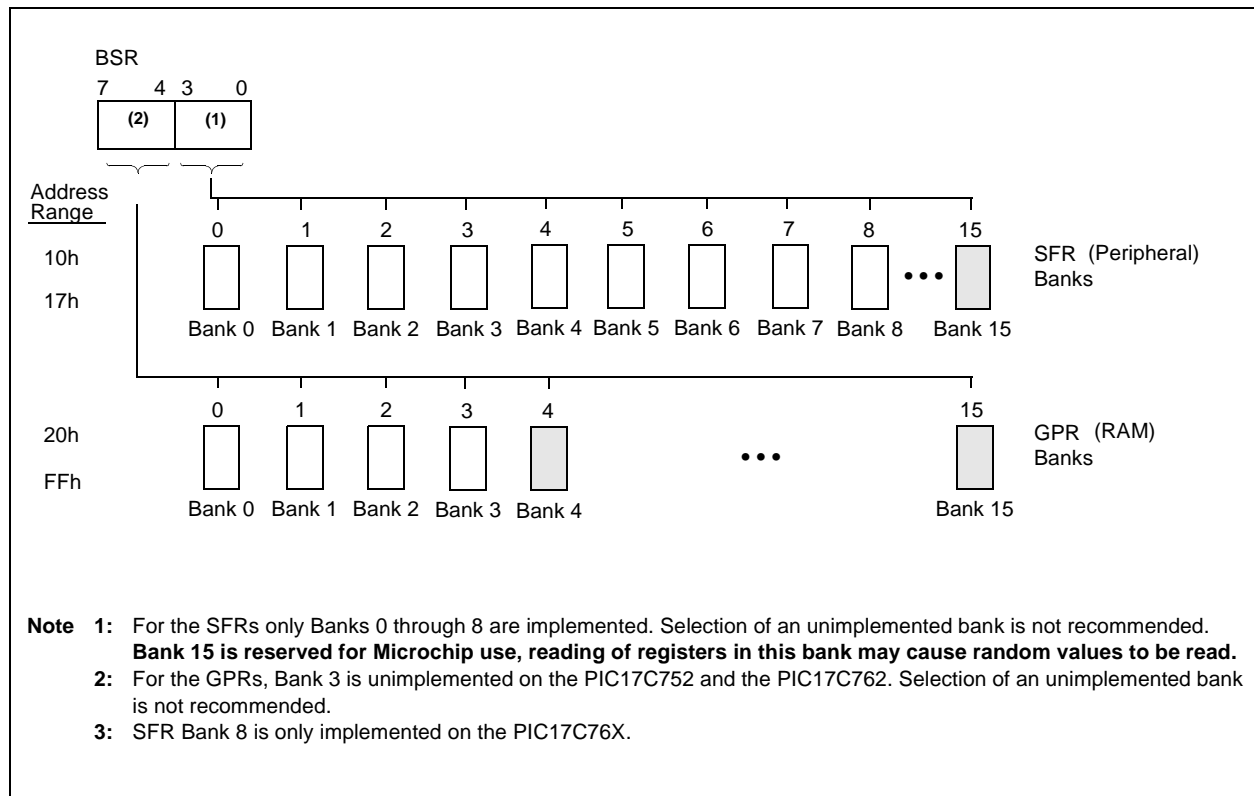 BSR
7 4 3 0
(2) (1)
Address
Range
0 1 2 3 4 5 6 7 8 15
10h
17h
SFR (Peripheral)
Banks
• • •
Bank 0 Bank 1 Bank 2 Bank 3 Bank 4 Bank 5 Bank 6 Bank 7 Bank 8 Bank 15
0 1 2 3 4 15
20h
FFh
GPR (RAM)
Banks
• • •
Bank 0 Bank 1 Bank 2 Bank 3 Bank 4 Bank 15
Note 1: For the SFRs only Banks 0 through 8 are implemented. Selection of an unimplemented bank is not recommended.
Bank 15 is reserved for Microchip use, reading of registers in this bank may cause random values to be read.
2: For the GPRs, Bank 3 is unimplemented on the PIC17C752 and the PIC17C762. Selection of an unimplemented bank
is not recommended.
3: SFR Bank 8 is only implemented on the PIC17C76X.